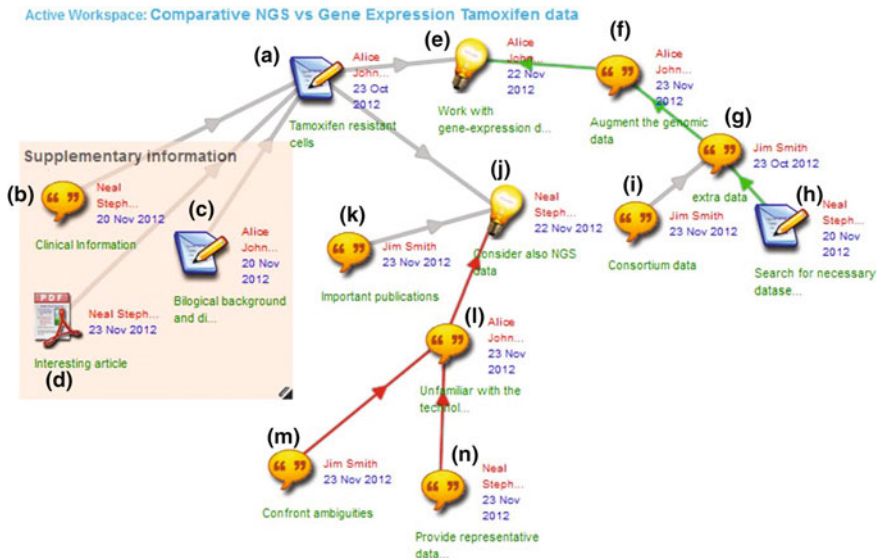 Active Workspace: Comparative NGS vs Gene Expression Tamoxifen data
(a)
Alice
John...
23 Oct
2012
Tamoxifen resistant
cells
(e)
Alice
John...
22 Nov
2012
Work with
gene-expression d...
(f)
Alice
John...
23 Nov
2012
Augment the genomic
data
(g)
Jim Smith
23 Oct 2012
extra data
Supplementary information
(b)
Neal
Steph...
20 Nov 2012
Clinical Information
(c)
Alice
John...
20 Nov
2012
Bilogical background
and di...
PDF
Neal Steph...
23 Nov 2012
Interesting article
(d)
(j)
Neal
Steph...
22 Nov 2012
Consider also NGS
data
(k)
Jim Smith
23 Nov 2012
Important publications
(i)
Jim Smith
23 Nov 2012
Consortium data
(h)
Neal
Steph...
20 Nov
2012
Search for necessary
datase...
(l)
Alice
John...
23 Nov
2012
Unfamiliar with the
technol...
(m)
Jim Smith
23 Nov 2012
Confront ambiguities
(n)
Neal
Steph...
23 Nov
2012
Provide representative
data...